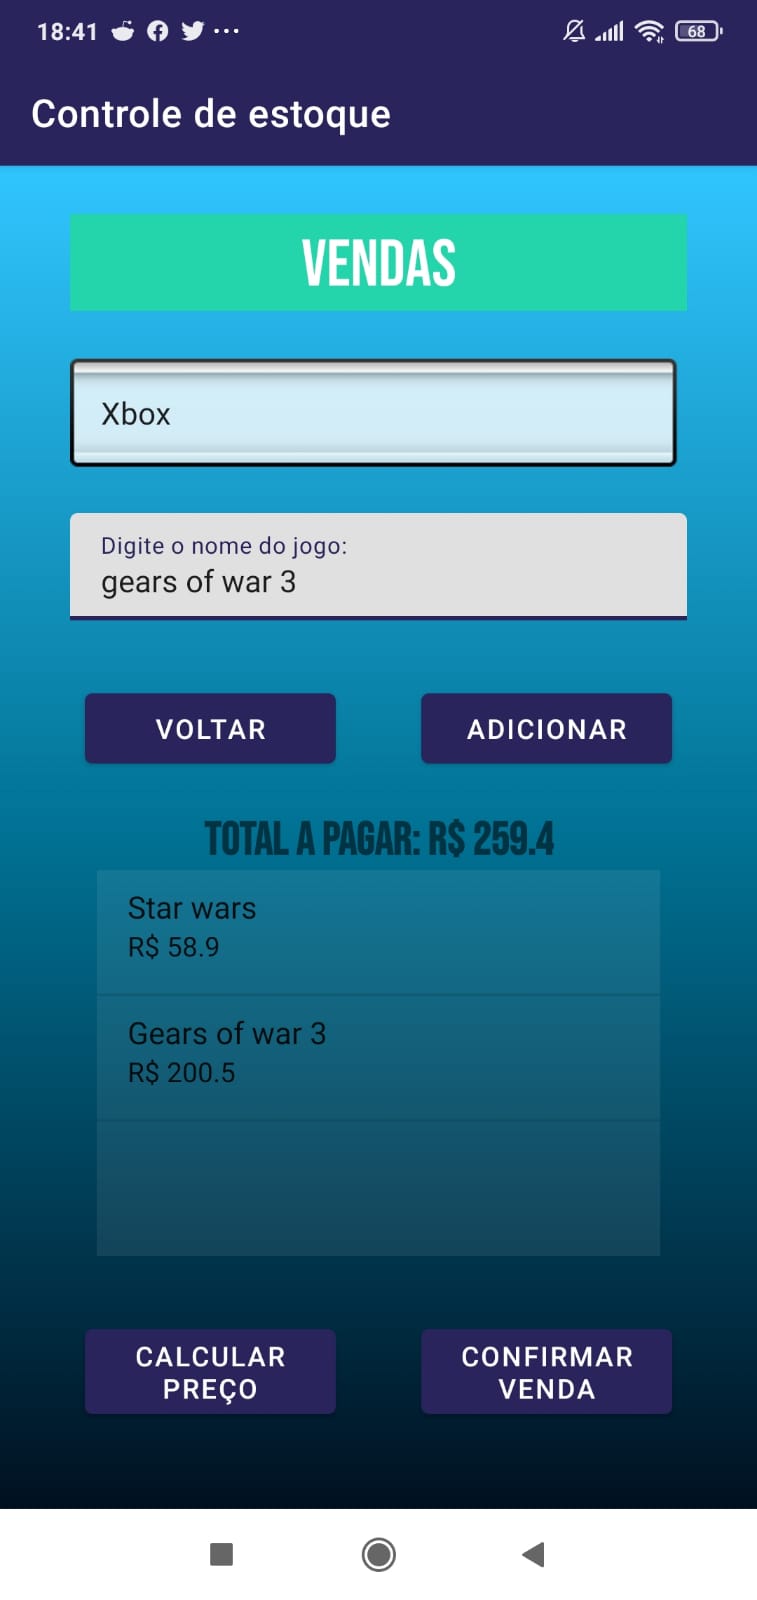 18:41
68
Controle de estoque
VENDAS
Xbox
Digite o nome do jogo:
gears of war 3
VOLTAR
ADICIONAR
TOTAL A PAGAR: R$ 259.4
Star wars
R$ 58.9
Gears of war 3
R$ 200.5
CALCULAR
PREÇO
CONFIRMAR
VENDA